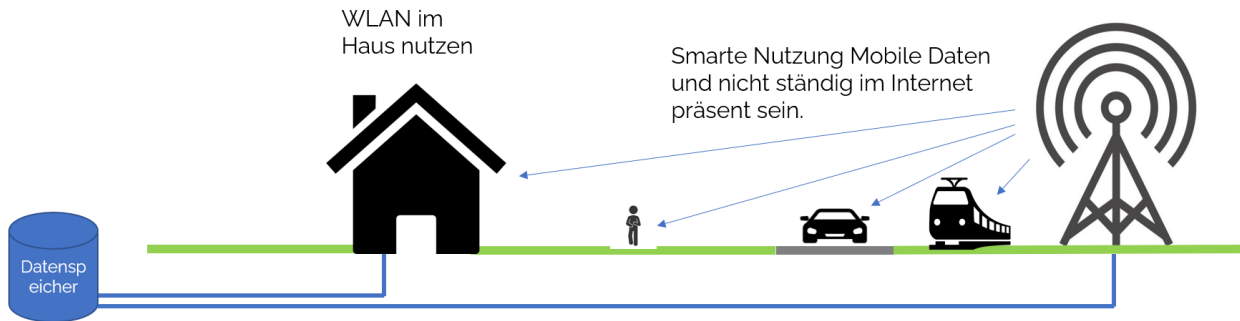 WLAN im
Haus nutzen
Smarte Nutzung Mobile Daten
und nicht ständig im Internet
präsent sein.
Datensp
eicher